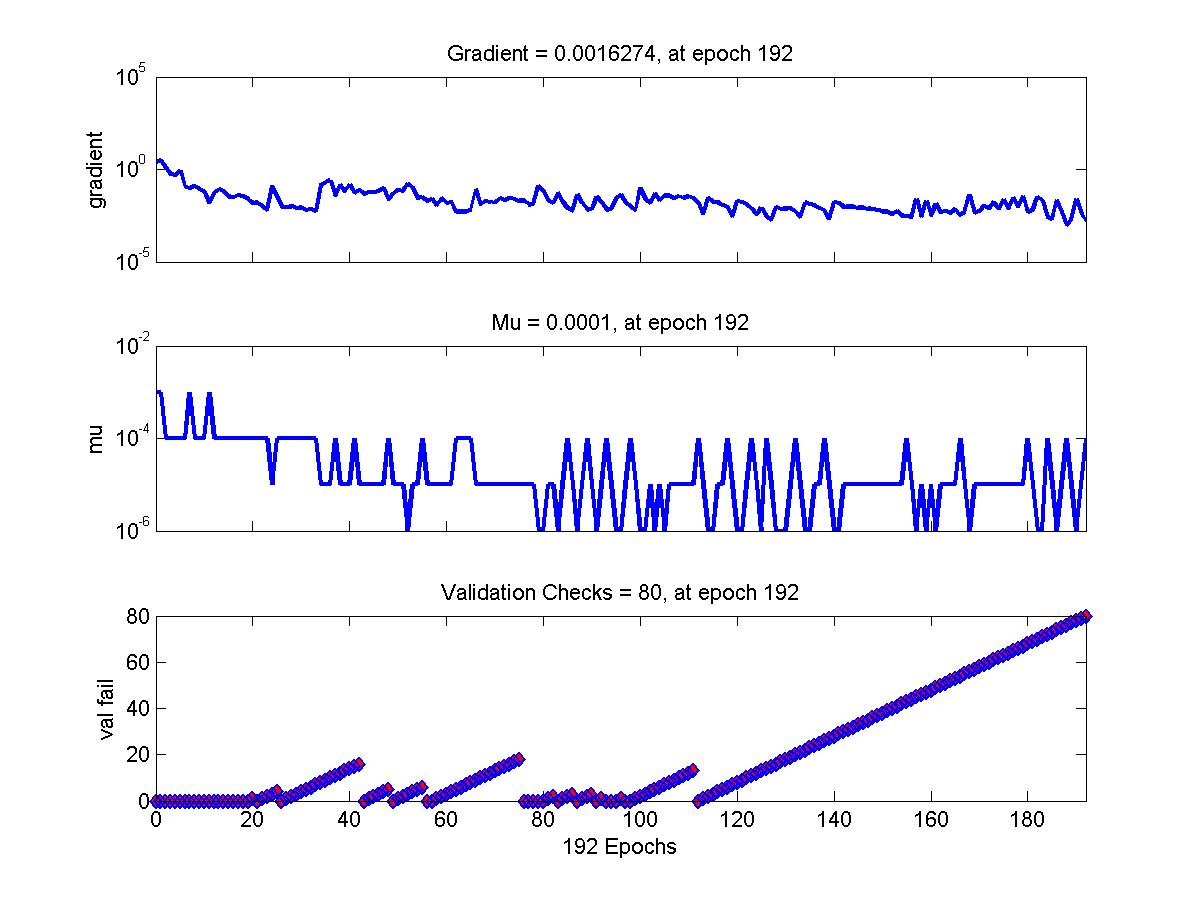 Gradient = 0.0016274, at epoch 192
10^5
10^0
10^-5
gradient
Mu = 0.0001, at epoch 192
10^-2
10^-4
10^-6
mu
Validation Checks = 80, at epoch 192
80
60
40
20
0
val fail
0 20 40 60 80 100 120 140 160 180
192 Epochs